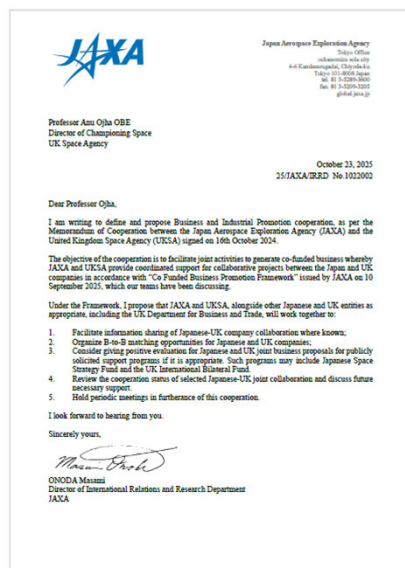 JAXA
Japan Aerospace Exploration Agency
Tokyo Office
ochanomizu sola city
4-6 Kandasurugadai, Chiyoda-ku
Tokyo 101-8008 Japan
tel. 81 3-5289-3600
global.jaxa.jp
Professor Anu Ojha OBE
Director of Championing Space
UK Space Agency
October 23, 2025
25/JAXA/IRRD No.1022002
Dear Professor Ojha,
I am writing to define and propose Business and Industrial Promotion cooperation, as per the
Memorandum of Cooperation between the Japan Aerospace Exploration Agency (JAXA) and the
United Kingdom Space Agency (UKSA) signed on 16th October 2024.
The objective of the cooperation is to facilitate joint activities to generate co-funded business whereby
JAXA and UKSA provide coordinated support for collaborative projects between the Japan and UK
companies in accordance with “Co Funded Business Promotion Framework” issued by JAXA on 10
September 2025, which our teams have been discussing.
Under the Framework, I propose that JAXA and UKSA, alongside other Japanese and UK entities as
appropriate, including the UK Department for Business and Trade, will work together to:
1. Facilitate information sharing of Japanese-UK company collaboration where known;
2. Organize B-to-B matching opportunities for Japanese and UK companies;
3. Consider giving positive evaluation for Japanese and UK joint business proposals for publicly
solicited support programs if it is appropriate. Such programs may include Japanese Space
Strategy Fund and the UK International Bilateral Fund.
4. Review the cooperation status of selected Japanese-UK joint collaboration and discuss future
necessary support.
5. Hold periodic meetings in furtherance of this cooperation.
I look forward to hearing from you.
Sincerely yours,
ONODA Masami
Director of International Relations and Research Department
JAXA